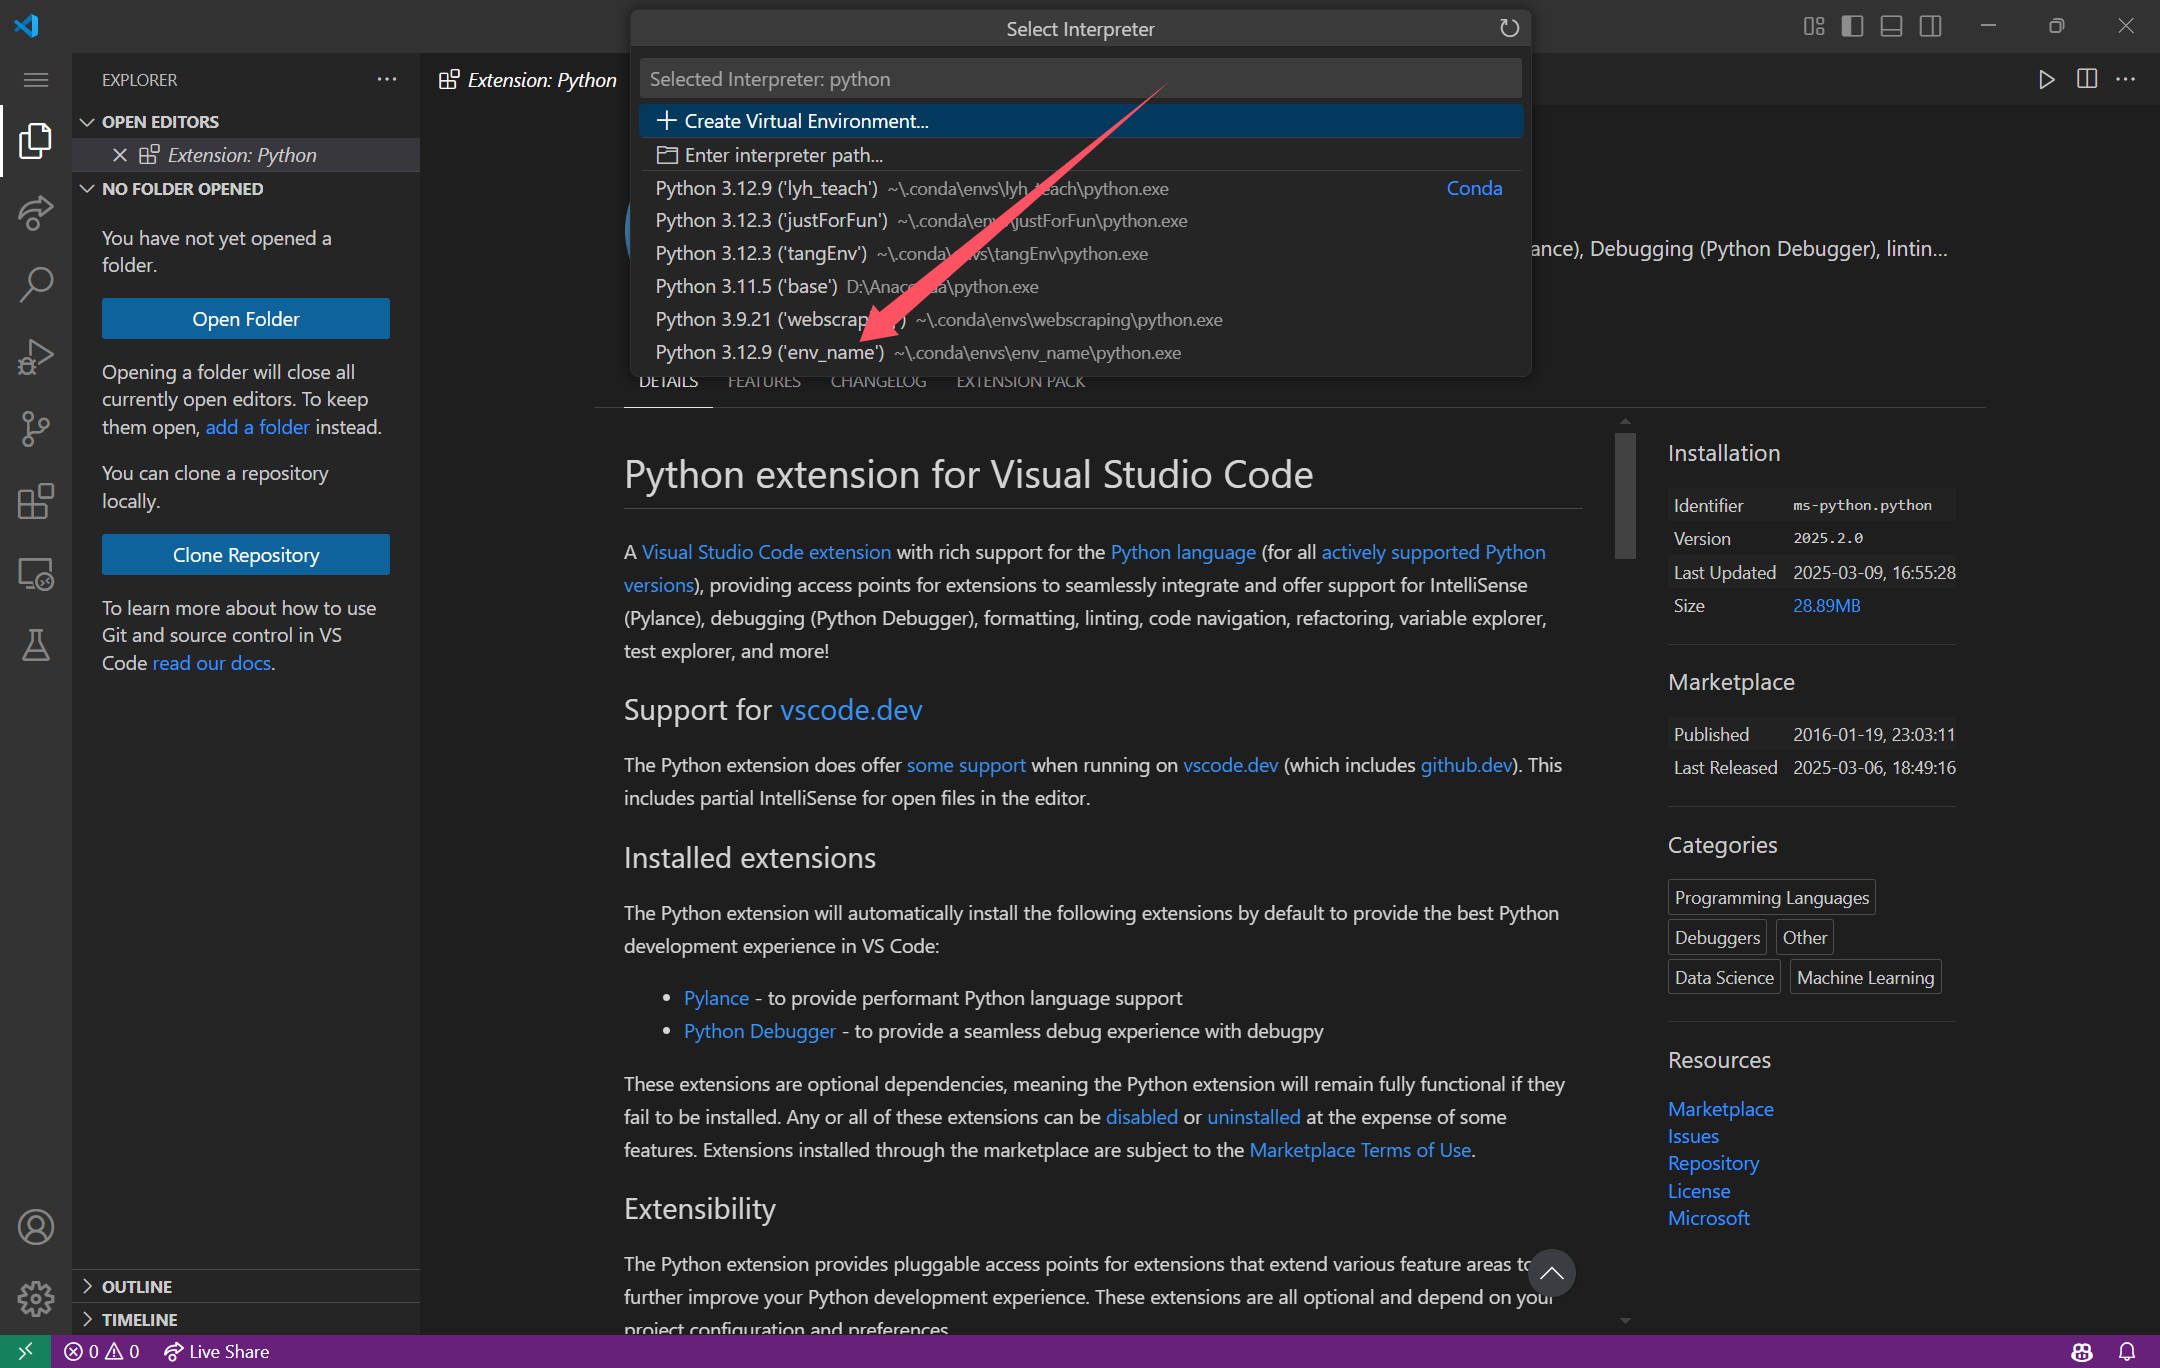 Select Interpreter
EXPLORER
Extension: Python
Selected Interpreter: python
OPEN EDITORS
Extension: Python
NO FOLDER OPENED
You have not yet opened a
folder.
Open Folder
Opening a folder will close all
currently open editors. To keep
them open, add a folder instead.
You can clone a repository
locally.
Clone Repository
To learn more about how to use
Git and source control in VS
Code read our docs.
OUTLINE
TIMELINE
Create Virtual Environment...
Enter interpreter path...
Python 3.12.9 ('lyh_teach') ~\.conda\envs\lyh_teach\python.exe Conda
Python 3.12.3 ('justForFun') ~\.conda\envs\justForFun\python.exe
Python 3.12.3 ('tangEnv') ~\.conda\envs\tangEnv\python.exe
Python 3.11.5 ('base') D:\Anaconda\python.exe
Python 3.9.21 ('webscraping') ~\.conda\envs\webscraping\python.exe
Python 3.12.9 ('env_name') ~\.conda\envs\env_name\python.exe
ance), Debugging (Python Debugger), lintin...
DETAILS FEATURES CHANGELOG EXTENSION PACK
Python extension for Visual Studio Code
A Visual Studio Code extension with rich support for the Python language (for all actively supported Python
versions), providing access points for extensions to seamlessly integrate and offer support for IntelliSense
(Pylance), debugging (Python Debugger), formatting, linting, code navigation, refactoring, variable explorer,
test explorer, and more!
Support for vscode.dev
The Python extension does offer some support when running on vscode.dev (which includes github.dev). This
includes partial IntelliSense for open files in the editor.
Installed extensions
The Python extension will automatically install the following extensions by default to provide the best Python
development experience in VS Code:
• Pylance - to provide performant Python language support
• Python Debugger - to provide a seamless debug experience with debugpy
These extensions are optional dependencies, meaning the Python extension will remain fully functional if they
fail to be installed. Any or all of these extensions can be disabled or uninstalled at the expense of some
features. Extensions installed through the marketplace are subject to the Marketplace Terms of Use.
Extensibility
The Python extension provides pluggable access points for extensions that extend various feature areas to
further improve your Python development experience. These extensions are all optional and depend on your
project configuration and preferences.
Installation
Identifier ms-python.python
Version 2025.2.0
Last Updated 2025-03-09, 16:55:28
Size 28.89MB
Marketplace
Published 2016-01-19, 23:03:11
Last Released 2025-03-06, 18:49:16
Categories
Programming Languages
Debuggers Other
Data Science Machine Learning
Resources
Marketplace
Issues
Repository
License
Microsoft
0 0 Live Share